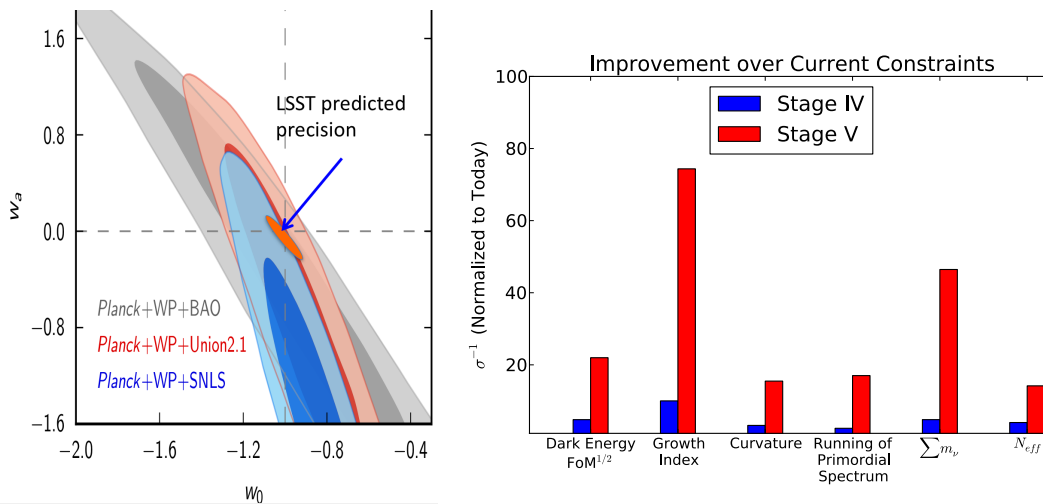 1.6
0.8
0.0
−0.8
−1.6
w_a
LSST predicted
precision
Planck+WP+BAO
Planck+WP+Union2.1
Planck+WP+SNLS
−2.0 −1.6 −1.2 −0.8 −0.4
w_0
Improvement over Current Constraints
100
80
60
40
20
σ⁻¹ (Normalized to Today)
Stage IV
Stage V
Dark Energy
FoM^{1/2}
Growth
Index
Curvature
Running of
Primordial
Spectrum
∑m_ν
N_{eff}